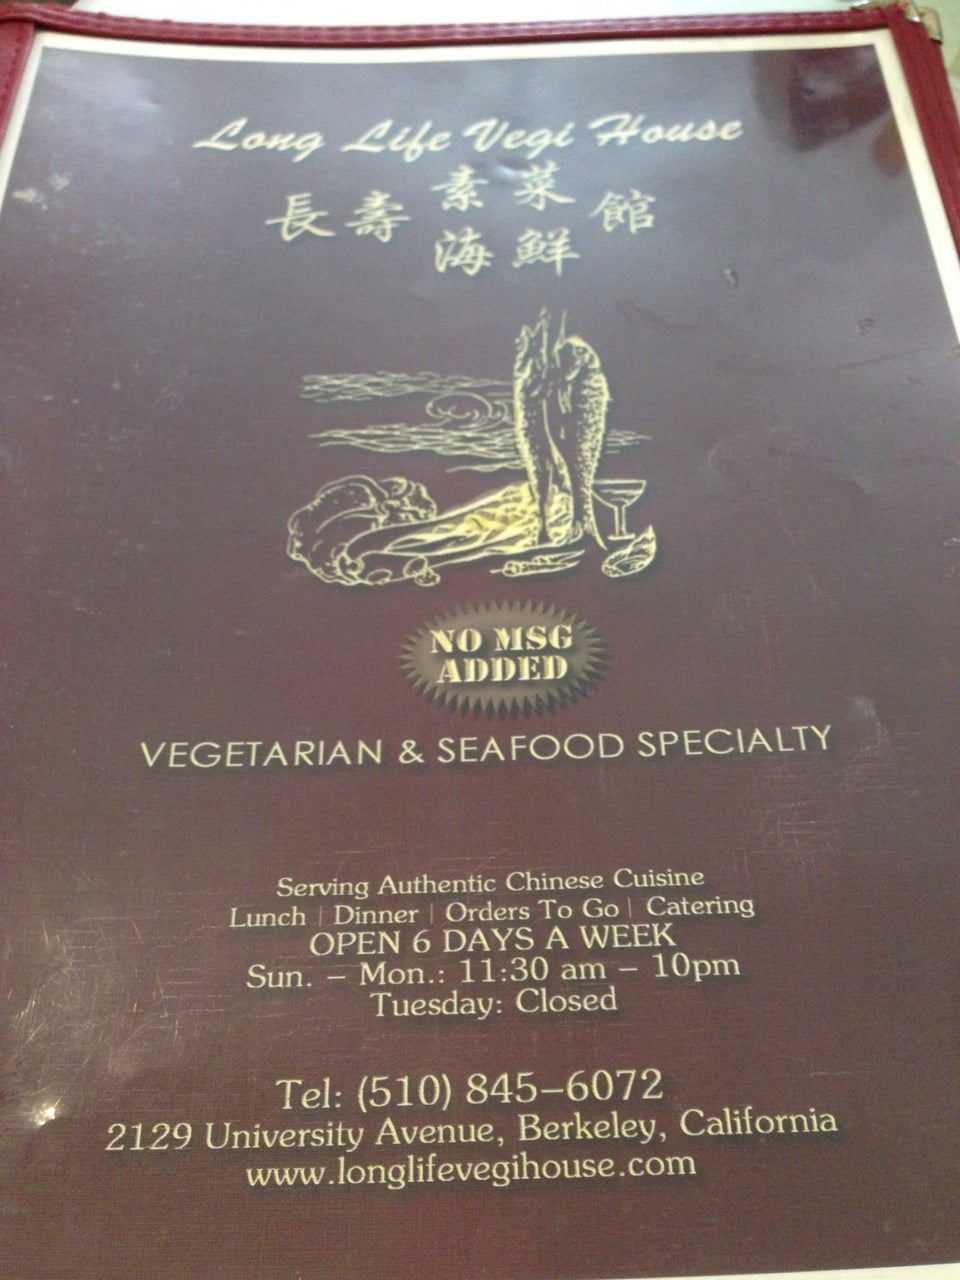 Long Life Vegi House
長壽素菜館
海鮮
NO MSG
ADDED
VEGETARIAN & SEAFOOD SPECIALTY
Serving Authentic Chinese Cuisine
Lunch | Dinner | Orders To Go | Catering
OPEN 6 DAYS A WEEK
Sun. – Mon.: 11:30 am – 10pm
Tuesday: Closed
Tel: (510) 845–6072
2129 University Avenue, Berkeley, California
www.longlifevegihouse.com